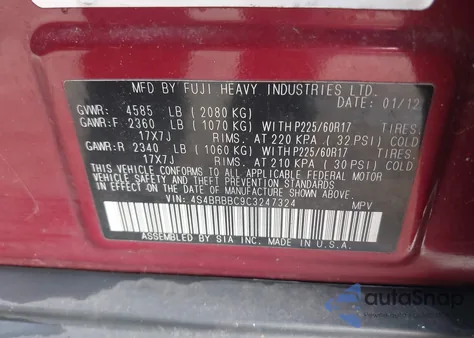 MFD. BY FUJI HEAVY INDUSTRIES LTD.
DATE: 01/12
GVWR: 4585 LB (2080 KG)
GAWR:F 2360 LB (1070 KG) WITH P225/60R17 TIRES.
17X7J RIMS. AT 220 KPA (32 PSI) COLD
GAWR:R 2340 LB (1060 KG) WITH P225/60R17 TIRES.
17X7J RIMS. AT 210 KPA (30 PSI) COLD
THIS VEHICLE CONFORMS TO ALL APPLICABLE
FEDERAL MOTOR VEHICLE SAFETY, BUMPER,
AND THEFT PREVENTION STANDARDS IN EFFECT
ON THE DATE OF MANUFACTURE SHOWN ABOVE.
VIN: 4S4BRBBC9C3247324 MPV
ASSEMBLED BY SIA INC. IN U.S.A.
autoSnap